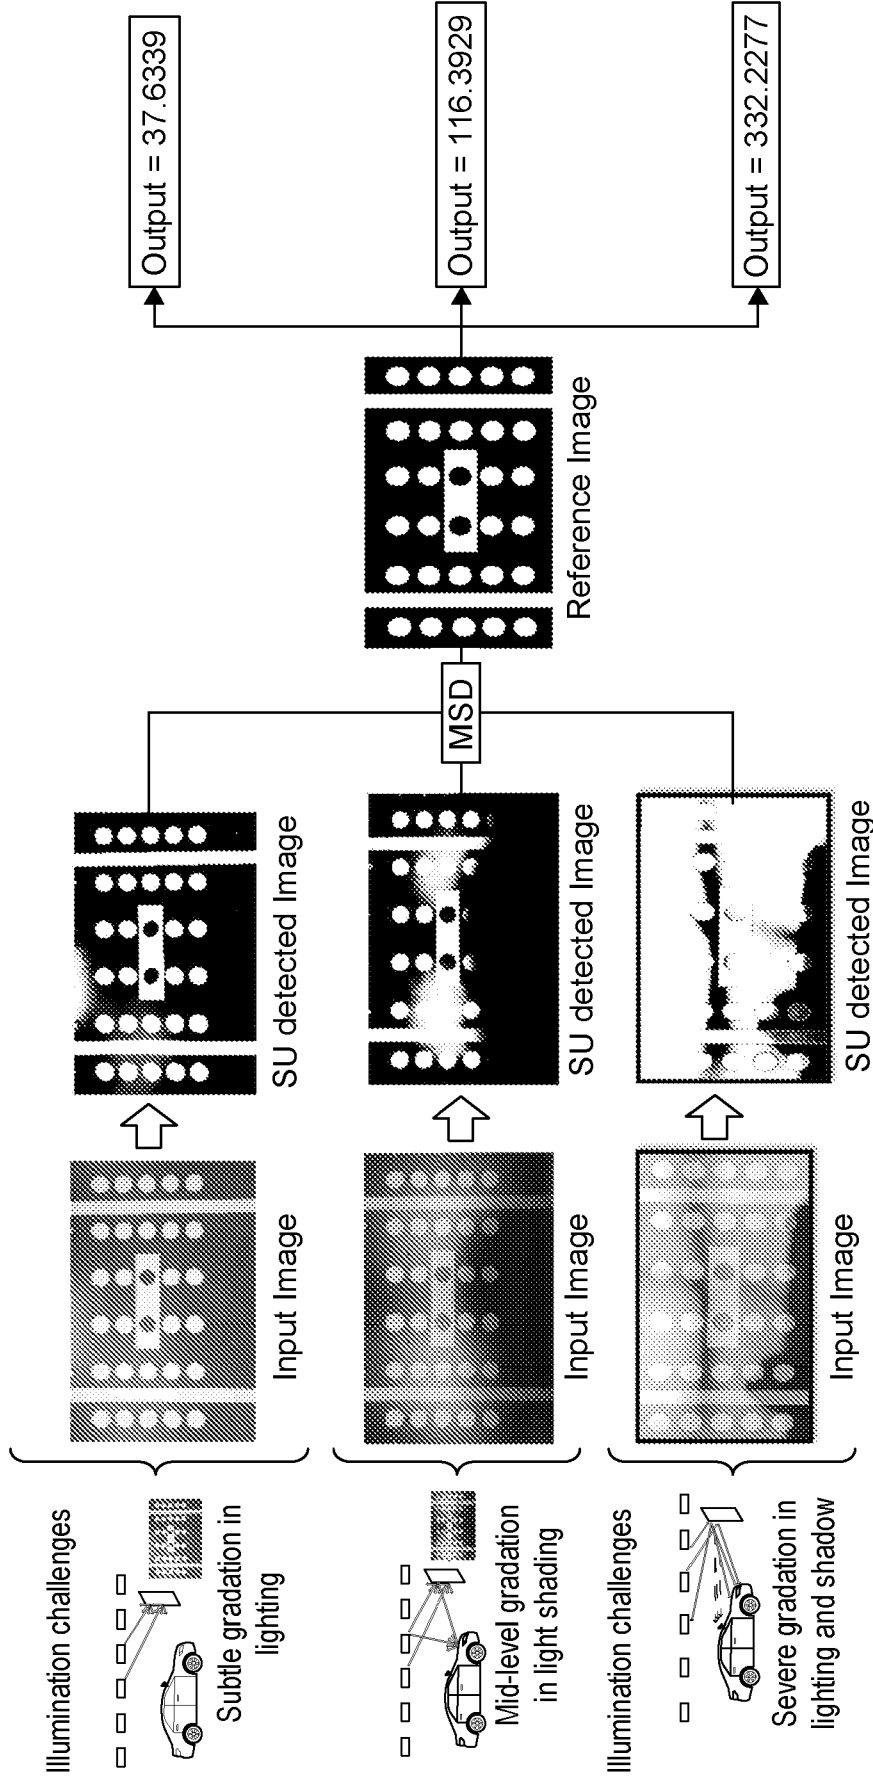 Illumination challenges
Subtle gradation in
lighting
Input Image
SU detected Image
Output = 37.6339
Mid-level gradation
in light shading
Input Image
SU detected Image
MSD
Reference Image
Output = 116.3929
Illumination challenges
Severe gradation in
lighting and shadow
Input Image
SU detected Image
Output = 332.2277